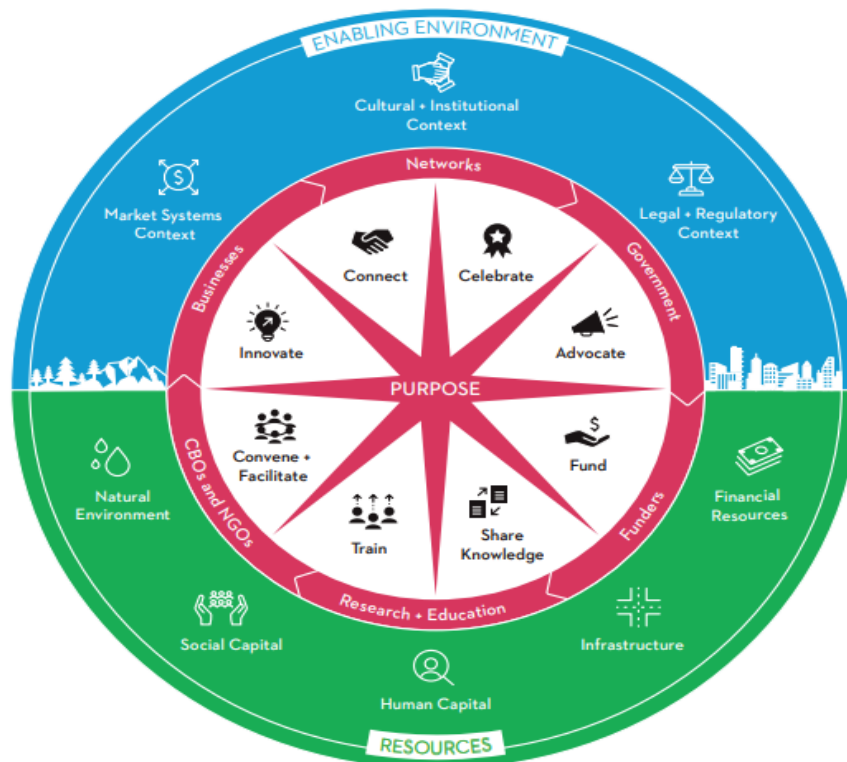 ENABLING ENVIRONMENT
Cultural + Institutional
Context
Market Systems
Context
Legal + Regulatory
Context
Networks
Businesses
Government
Connect
Celebrate
Innovate
Advocate
PURPOSE
Convene +
Facilitate
Fund
$
Train
Share
Knowledge
CBOs and NGOs
Funders
Research + Education
Natural
Environment
Financial
Resources
Social Capital
Infrastructure
Human Capital
RESOURCES